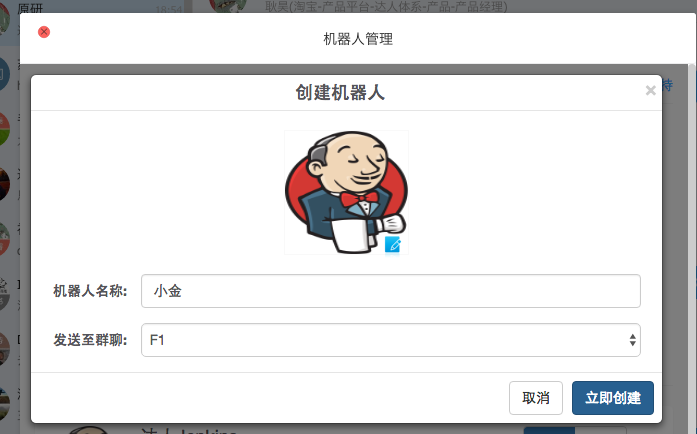 原研
18:54
耿昊(淘宝-产品平台-达人体系-产品-产品经理)
机器人管理
持
创建机器人
×
机器人名称:
小金
发送至群聊:
F1
取消
立即创建
达人Jenkins